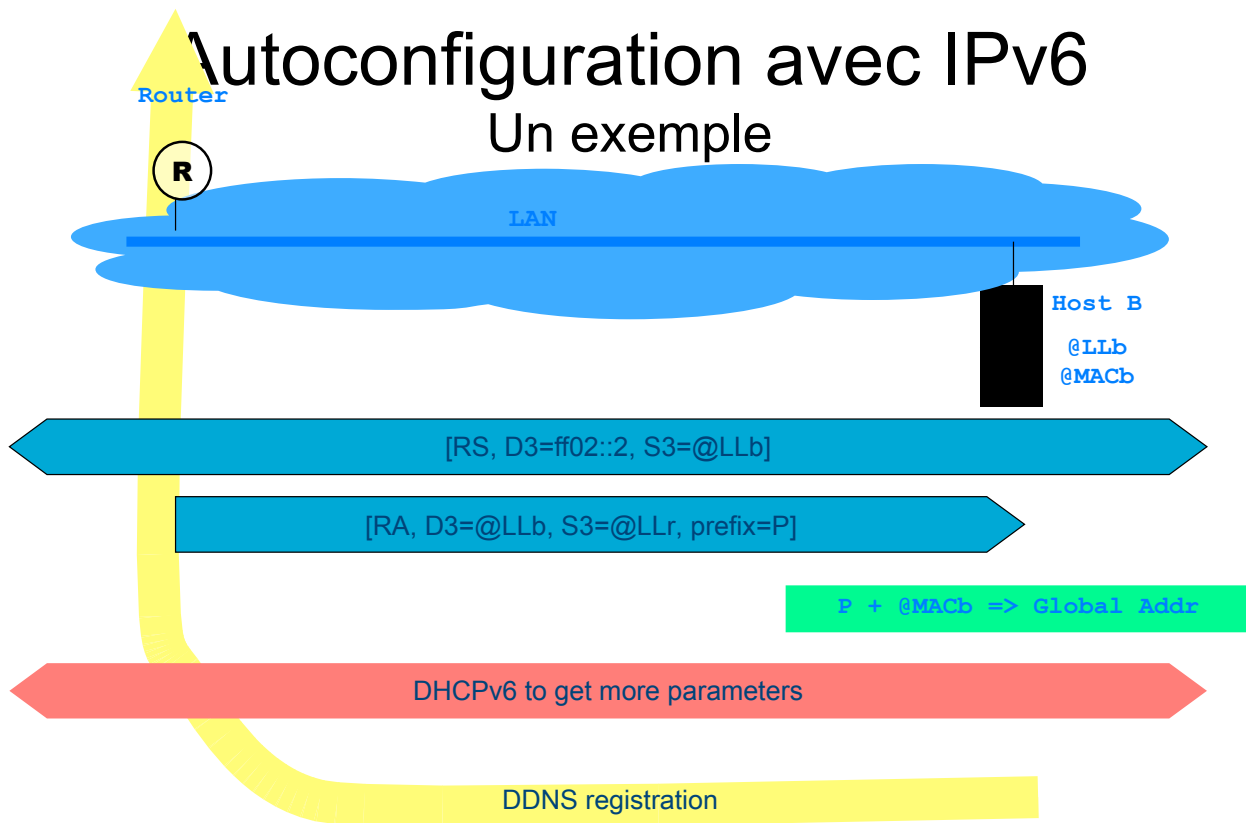 Autoconfiguration avec IPv6
Un exemple
Router
R
LAN
Host B
@LLb
@MACb
[RS, D3=ff02::2, S3=@LLb]
[RA, D3=@LLb, S3=@LLr, prefix=P]
P + @MACb => Global Addr
DHCPv6 to get more parameters
DDNS registration